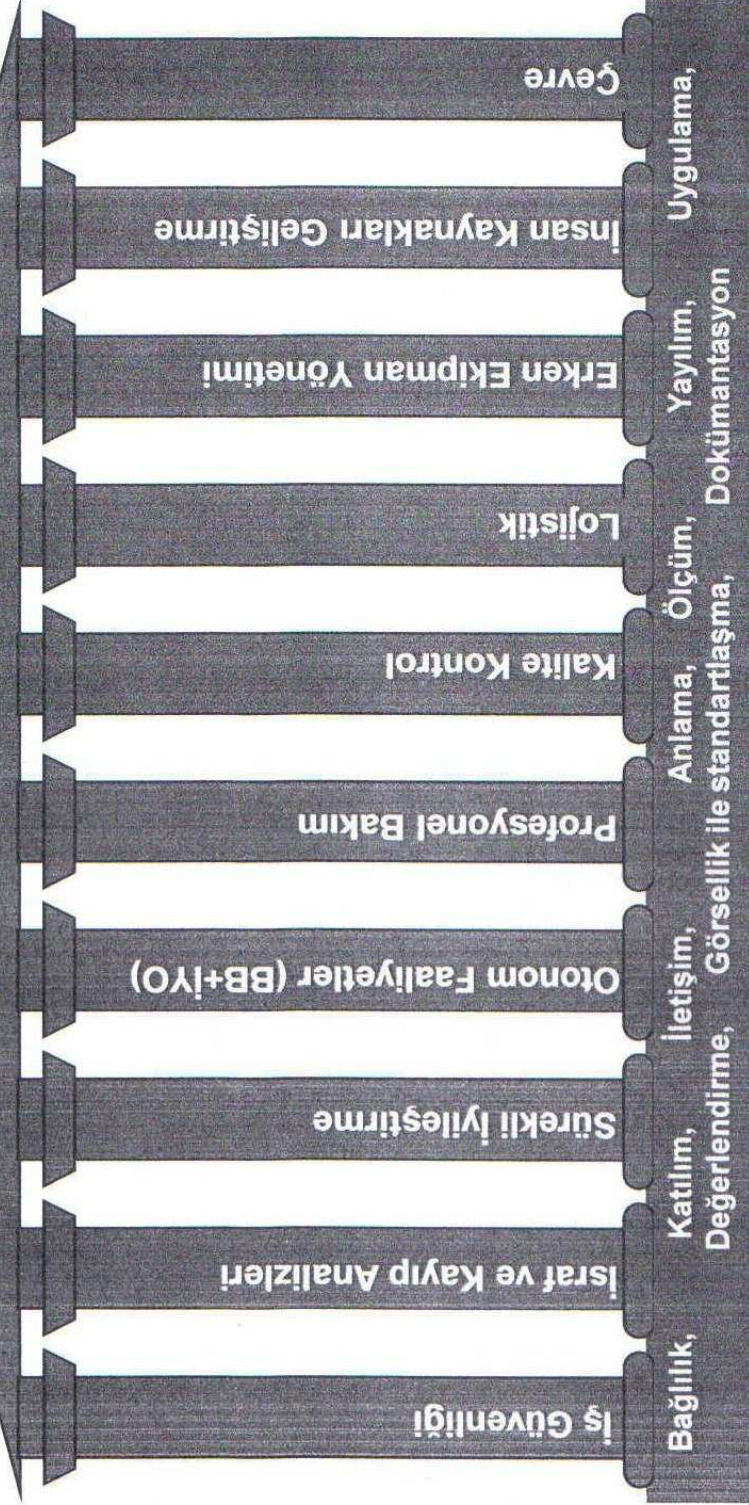 İş Güvenliği
İsraf ve Kayıp Analizleri
Sürekli İyileştirme
Otonom Faaliyetler (BB+İYO)
Profesyonel Bakım
Kalite Kontrol
Lojistik
Erken Ekipman Yönetimi
İnsan Kaynakları Geliştirme
Çevre
Bağlılık, Katılım, İletişim, Anlama, Ölçüm, Yayılım, Uygulama,
Değerlendirme, Görsellik ile standartlaşma, Dokümantasyon